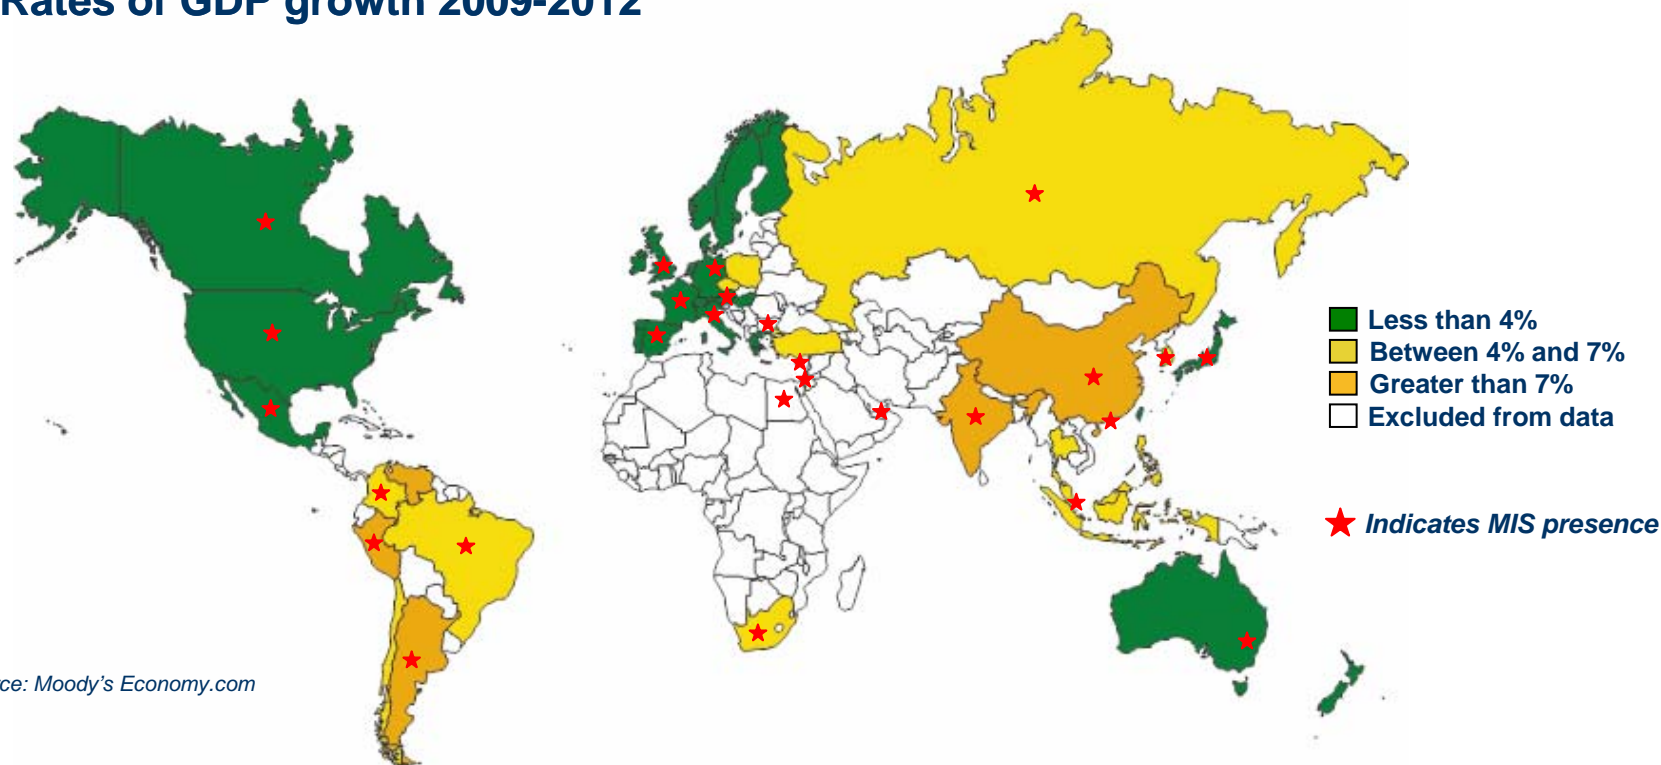 Rates of GDP growth 2009-2012
Less than 4%
Between 4% and 7%
Greater than 7%
Excluded from data
Indicates MIS presence
rce: Moody's Economy.com